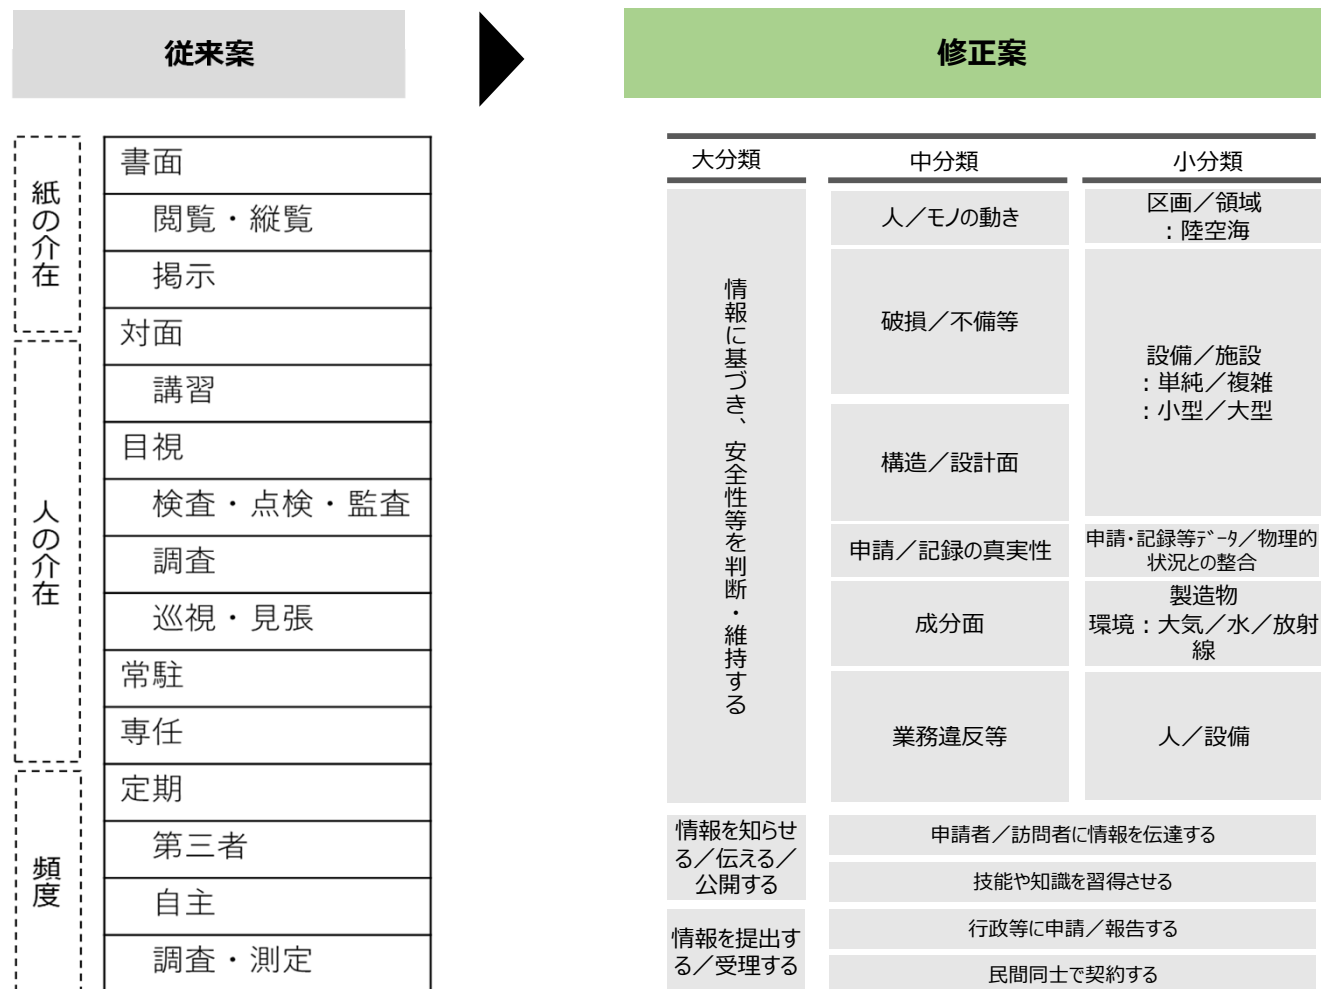 従来案
修正案
紙の介在
人の介在
頻度
書面
閲覧・縦覧
掲示
対面
講習
目視
検査・点検・監査
調査
巡視・見張
常駐
専任
定期
第三者
自主
調査・測定
大分類
中分類
小分類
情報に基づき、安全性等を判断・維持する
人／モノの動き
区画／領域
：陸空海
破損／不備等
設備／施設
：単純／複雑
：小型／大型
構造／設計面
申請／記録の真実性
申請・記録等ﾃﾞｰﾀ／物理的
状況との整合
成分面
製造物
環境：大気／水／放射
線
業務違反等
人／設備
情報を知らせ
る／伝える／
公開する
申請者／訪問者に情報を伝達する
技能や知識を習得させる
情報を提出す
る／受理する
行政等に申請／報告する
民間同士で契約する